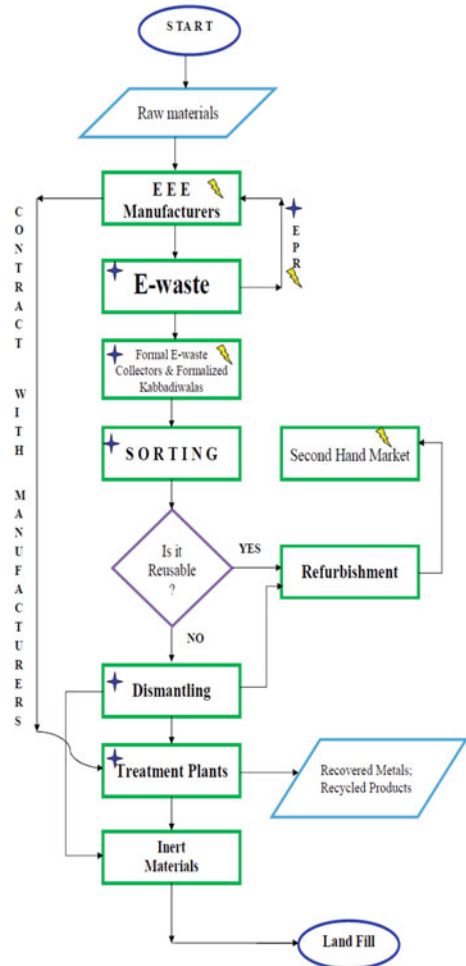 START
Raw materials
E E E
Manufacturers
EPR
CONTRACT WITH MANUFACTURERS
E-waste
Formal E-waste
Collectors & Formalized
Kabbadiwalas
SORTING
Second Hand Market
Is it
Reusable
?
YES
Refurbishment
NO
Dismantling
Treatment Plants
Recovered Metals;
Recycled Products
Inert
Materials
Land Fill